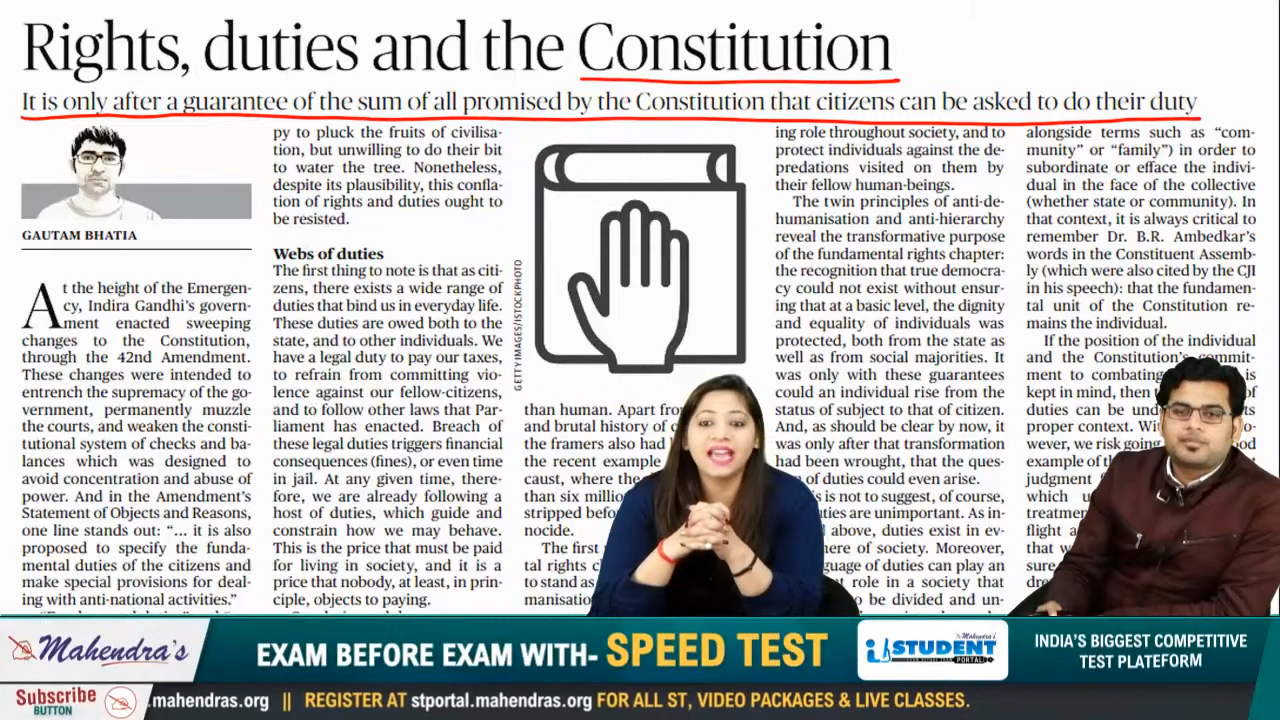 Rights, duties and the Constitution
It is only after a guarantee of the sum of all promised by the Constitution that citizens can be asked to do their duty
GAUTAM BHATIA
At the height of the Emergen-
cy, Indira Gandhi's govern-
ment enacted sweeping
changes to the Constitution,
through the 42nd Amendment.
These changes were intended to
entrench the supremacy of the go-
vernment, permanently muzzle
the courts, and weaken the consti-
tutional system of checks and ba-
lances which was designed to
avoid concentration and abuse of
power. And in the Amendment's
Statement of Objects and Reasons,
one line stands out: "... it is also
proposed to specify the funda-
mental duties of the citizens and
make special provisions for deal-
ing with anti-national activities."
py to pluck the fruits of civilisa-
tion, but unwilling to do their bit
to water the tree. Nonetheless,
despite its plausibility, this confla-
tion of rights and duties ought to
be resisted.
Webs of duties
The first thing to note is that as citi-
zens, there exists a wide range of
duties that bind us in everyday life.
These duties are owed both to the
state, and to other individuals. We
have a legal duty to pay our taxes,
to refrain from committing vio-
lence against our fellow-citizens,
and to follow other laws that Par-
liament has enacted. Breach of
these legal duties triggers financial
consequences (fines), or even time
in jail. At any given time, there-
fore, we are already following a
host of duties, which guide and
constrain how we may behave.
This is the price that must be paid
for living in society, and it is a
price that nobody, at least, in prin-
ciple, objects to paying.
GETTY IMAGES/ISTOCKPHOTO
than human. Apart fro
and brutal history of
the framers also had
the recent example
caust, where the
than six millio
stripped befo
nocide.
The first
tal rights c
to stand as
manisatio
ing role throughout society, and to
protect individuals against the de-
predations visited on them by
their fellow human-beings.
The twin principles of anti-de-
humanisation and anti-hierarchy
reveal the transformative purpose
of the fundamental rights chapter:
the recognition that true democra-
cy could not exist without ensur-
ing that at a basic level, the dignity
and equality of individuals was
protected, both from the state as
well as from social majorities. It
was only with these guarantees
could an individual rise from the
status of subject to that of citizen.
And, as should be clear by now, it
was only after that transformation
had been wrought, that the ques-
of duties could even arise.
is is not to suggest, of course,
ties are unimportant. As in-
above, duties exist in ev-
here of society. Moreover,
guage of duties can play an
t role in a society that
o be divided and un-
alongside terms such as "com-
munity" or "family") in order to
subordinate or efface the indivi-
dual in the face of the collective
(whether state or community). In
that context, it is always critical to
remember Dr. B.R. Ambedkar's
words in the Constituent Assemb-
ly (which were also cited by the CJI
in his speech): that the fundamen-
tal unit of the Constitution re-
mains the individual.
If the position of the individual
and the Constitution's commit-
ment to combating is
kept in mind, then of
duties can be und ts
proper context. Wit o-
wever, we risk going ood
example of th
judgment
which u
treatmen
flight a
that w
sure
dre
Mahendra's
EXAM BEFORE EXAM WITH- SPEED TEST
The Mahendra's
STUDENT
PORTAL
INDIA'S BIGGEST COMPETITIVE
TEST PLATEFORM
Subscribe
BUTTON
.mahendras.org || REGISTER AT stportal.mahendras.org FOR ALL ST, VIDEO PACKAGES & LIVE CLASSES.